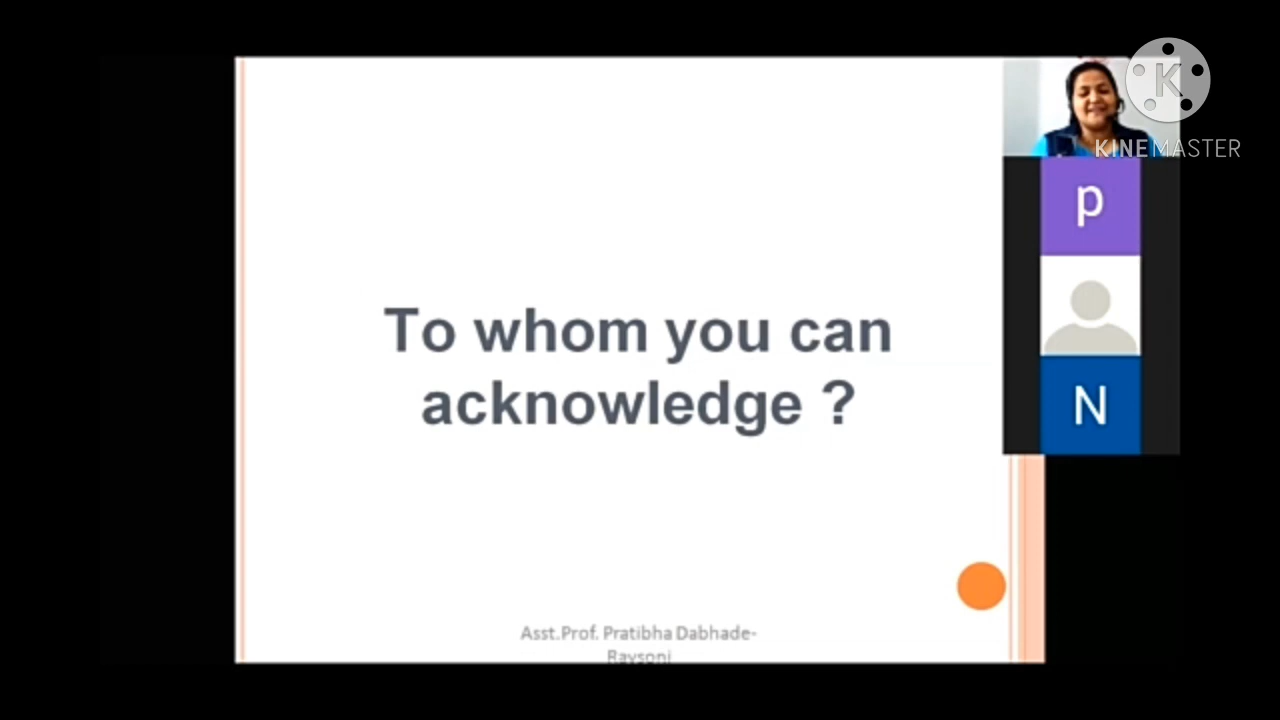 To whom you can
acknowledge ?
Asst.Prof. Pratibha Dabhade-
Raysoni
K
KINEMASTER
p
N